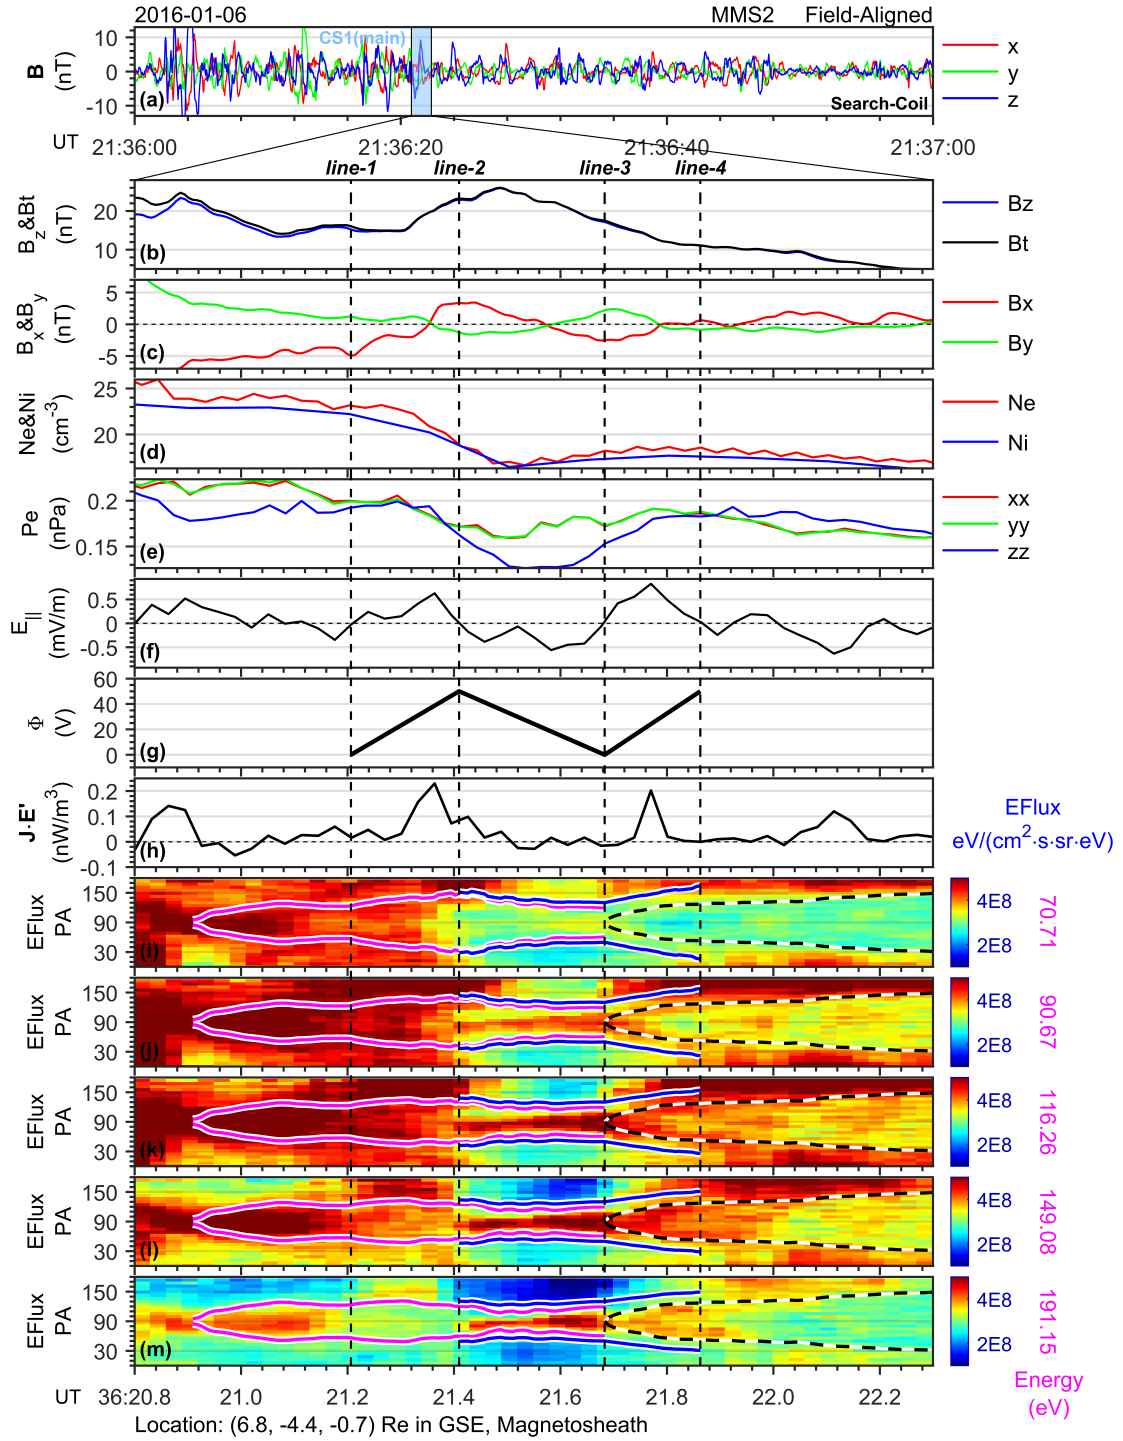 2016-01-06 MMS2 Field-Aligned
B (nT)
10
0
-10
CS1(main)
(a)
Search-Coil
x
y
z
UT
21:36:00 21:36:20 21:36:40 21:37:00
line-1 line-2 line-3 line-4
Bz&Bt (nT)
20
10
(b)
Bz
Bt
Bx&By (nT)
5
0
-5
(c)
Bx
By
Ne&Ni (cm-3)
25
20
(d)
Ne
Ni
Pe (nPa)
0.2
0.15
(e)
xx
yy
zz
E|| (mV/m)
0.5
0
-0.5
(f)
Φ (V)
60
40
20
0
(g)
J·E' (nW/m3)
0.2
0.1
0
-0.1
(h)
EFlux
eV/(cm2·s·sr·eV)
EFlux PA
150
90
30
(i)
4E8
2E8
70.71
EFlux PA
150
90
30
(j)
4E8
2E8
90.67
EFlux PA
150
90
30
(k)
4E8
2E8
116.26
EFlux PA
150
90
30
(l)
4E8
2E8
149.08
EFlux PA
150
90
30
(m)
4E8
2E8
191.15
Energy
(eV)
UT 36:20.8 21.0 21.2 21.4 21.6 21.8 22.0 22.2
Location: (6.8, -4.4, -0.7) Re in GSE, Magnetosheath